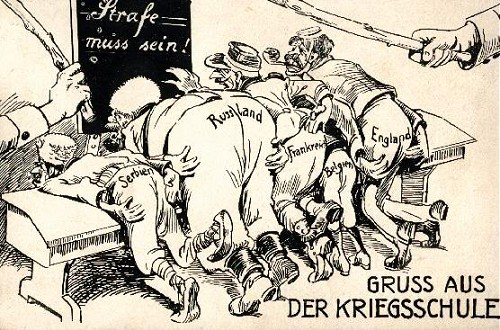 Strafe
muss sein!
Russland
Serbien
Frankreich
Belgien
England
GRUSS AUS
DER KRIEGSSCHULE